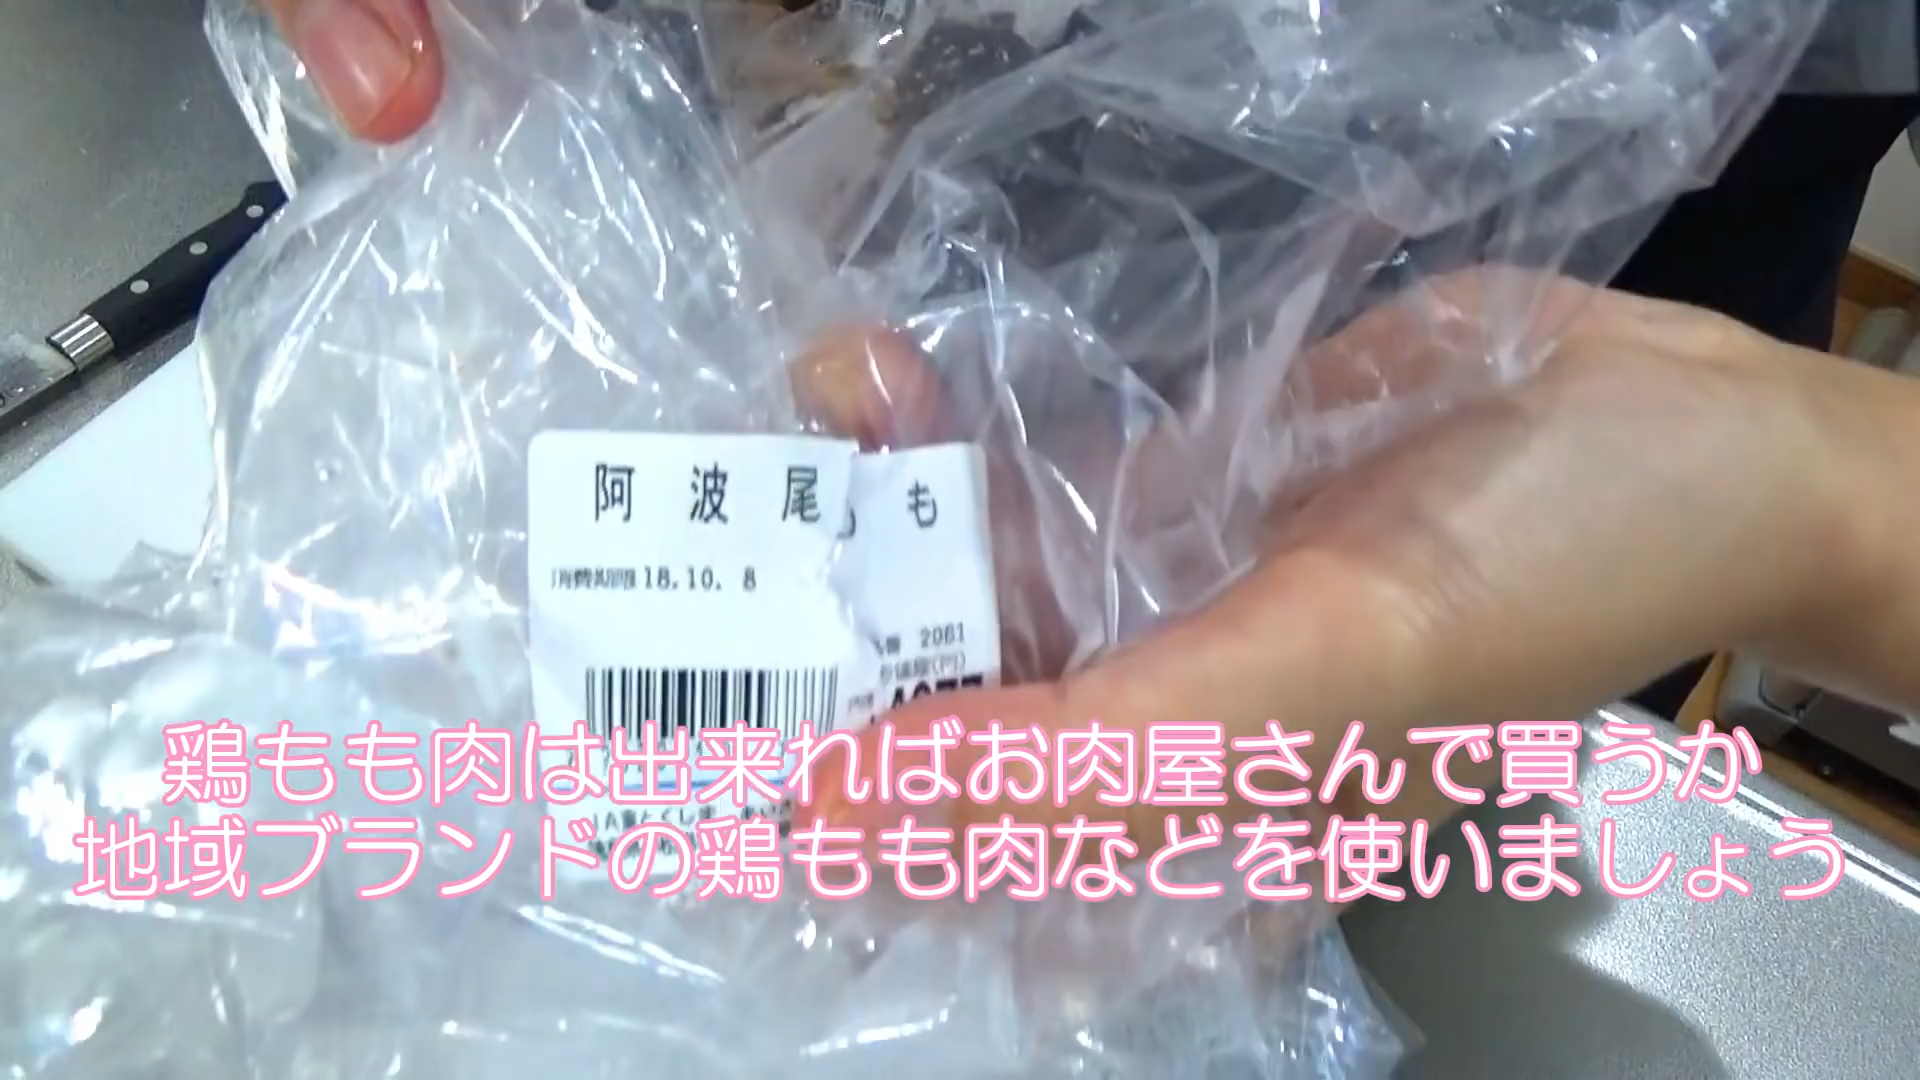 阿波尾 も
消費期限 18.10. 8
2061
鶏もも肉は出来ればお肉屋さんで買うか
地域ブランドの鶏もも肉などを使いましょう